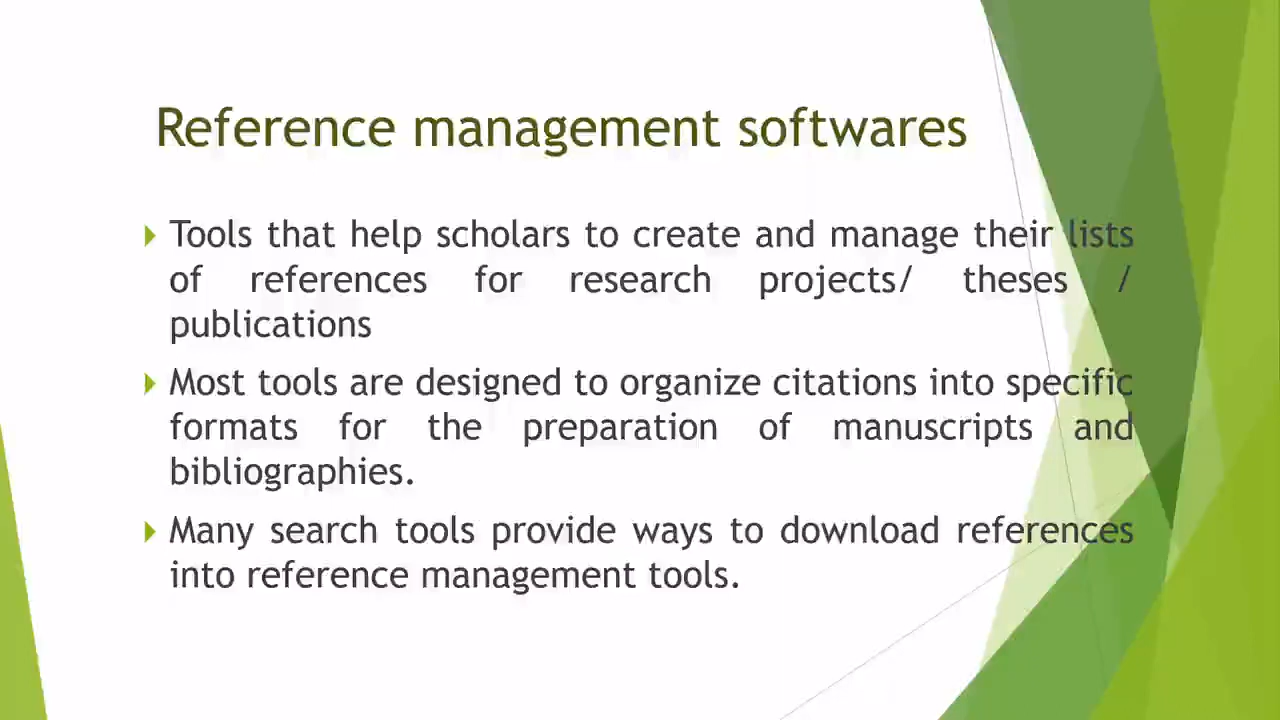 Reference management softwares
Tools that help scholars to create and manage their lists
of references for research projects/ theses /
publications
Most tools are designed to organize citations into specific
formats for the preparation of manuscripts and
bibliographies.
Many search tools provide ways to download references
into reference management tools.